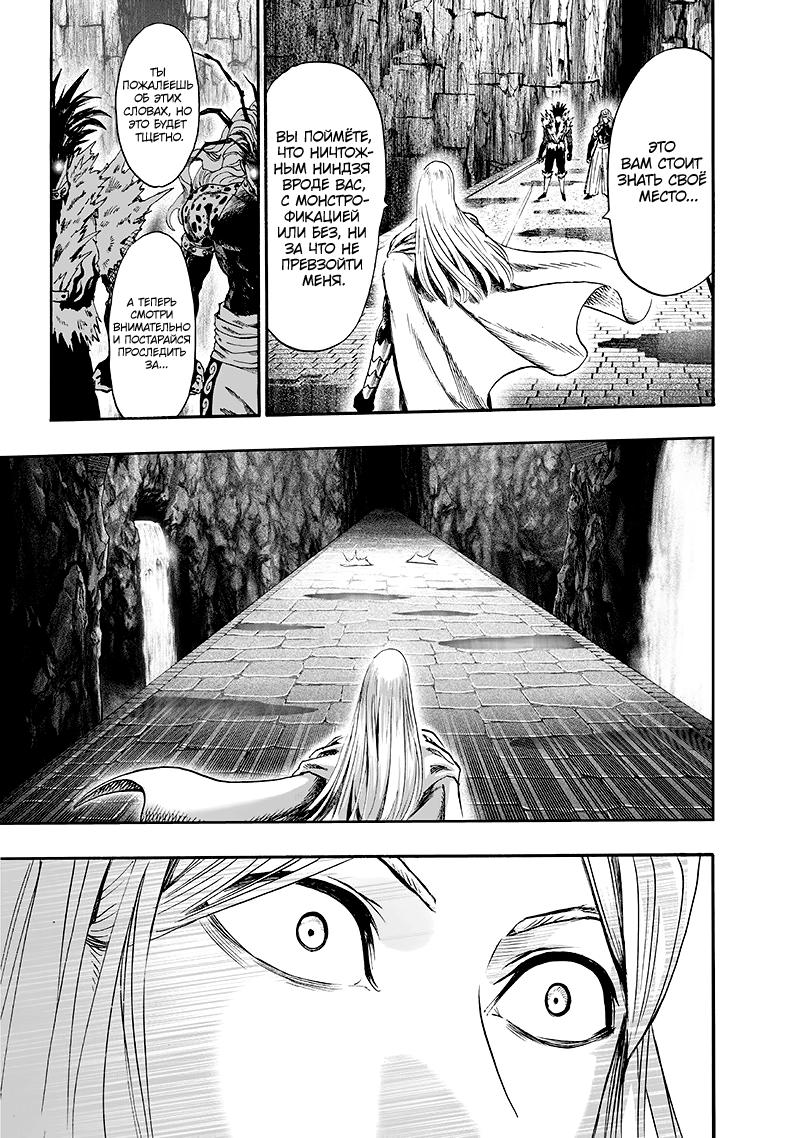 ЭТО
ВАМ СТОИТ
ЗНАТЬ СВОЁ
МЕСТО...
ВЫ ПОЙМЁТЕ,
ЧТО НИЧТОЖ-
НЫМ НИНДЗЯ
ВРОДЕ ВАС,
С МОНСТРО-
ФИКАЦИЕЙ
ИЛИ БЕЗ, НИ
ЗА ЧТО НЕ
ПРЕВЗОЙТИ
МЕНЯ.
ТЫ
ПОЖАЛЕЕШЬ
ОБ ЭТИХ
СЛОВАХ, НО
ЭТО БУДЕТ
ТЩЕТНО.
А ТЕПЕРЬ
СМОТРИ
ВНИМАТЕЛЬНО
И ПОСТАРАЙСЯ
ПРОСЛЕДИТЬ
ЗА...